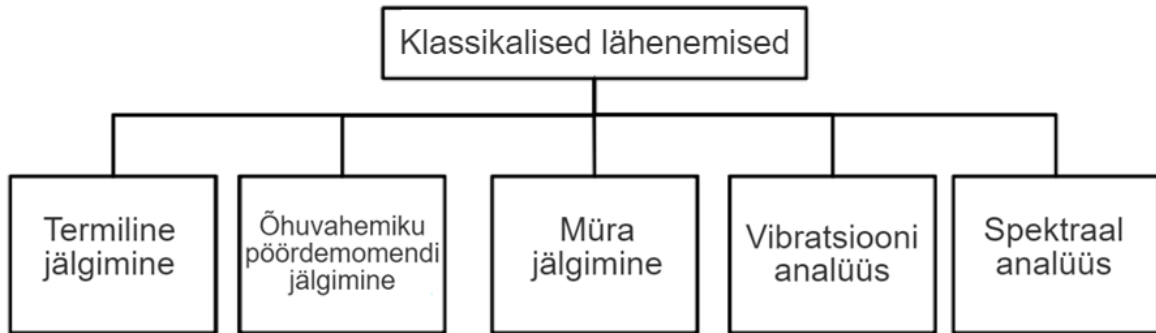 Klassikalised lähenemised
Termiline
jälgimine
Õhuvahemiku
pöördemomendi
jälgimine
Müra
jälgimine
Vibratsiooni
analüüs
Spektraal
analüüs